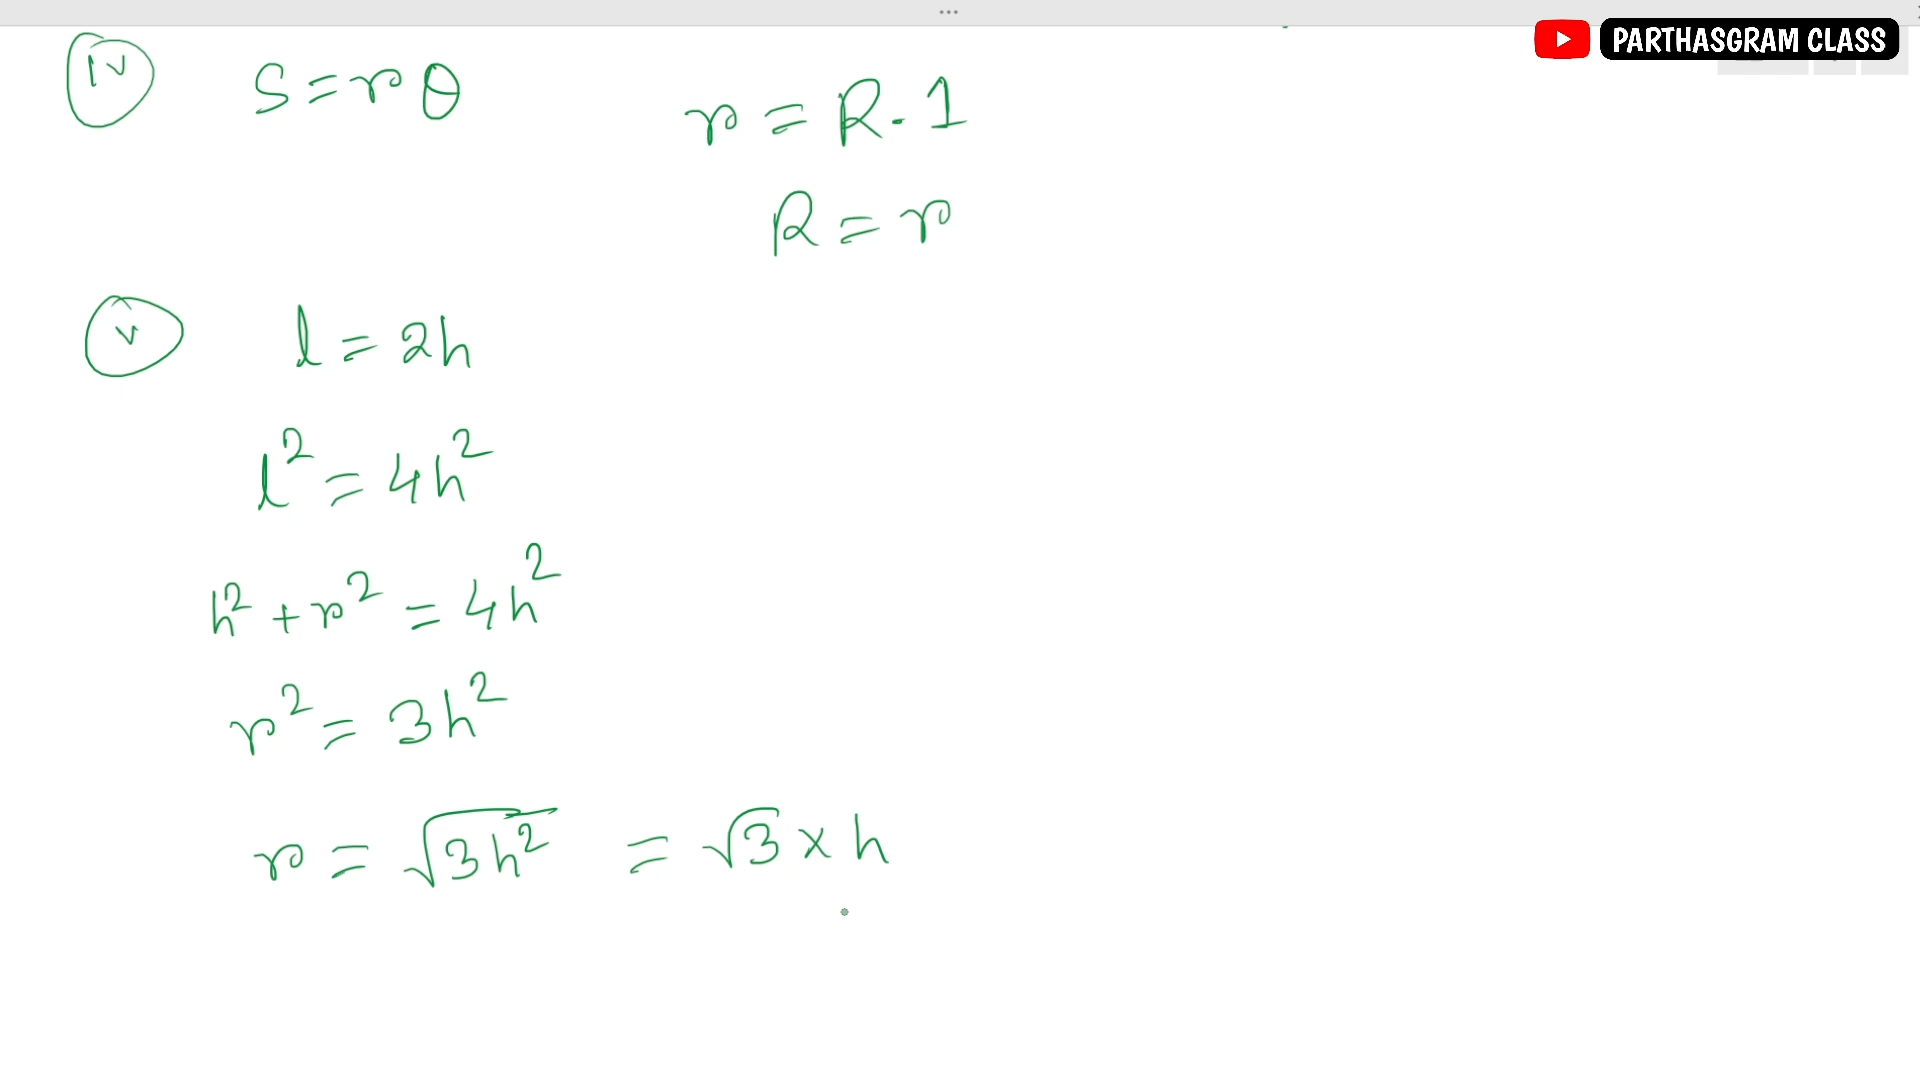 ...
PARTHASGRAM CLASS
iv S = rθ
r = R . 1
R = r
v l = 2h
l² = 4h²
h² + r² = 4h²
r² = 3h²
r = √3h² = √3 × h